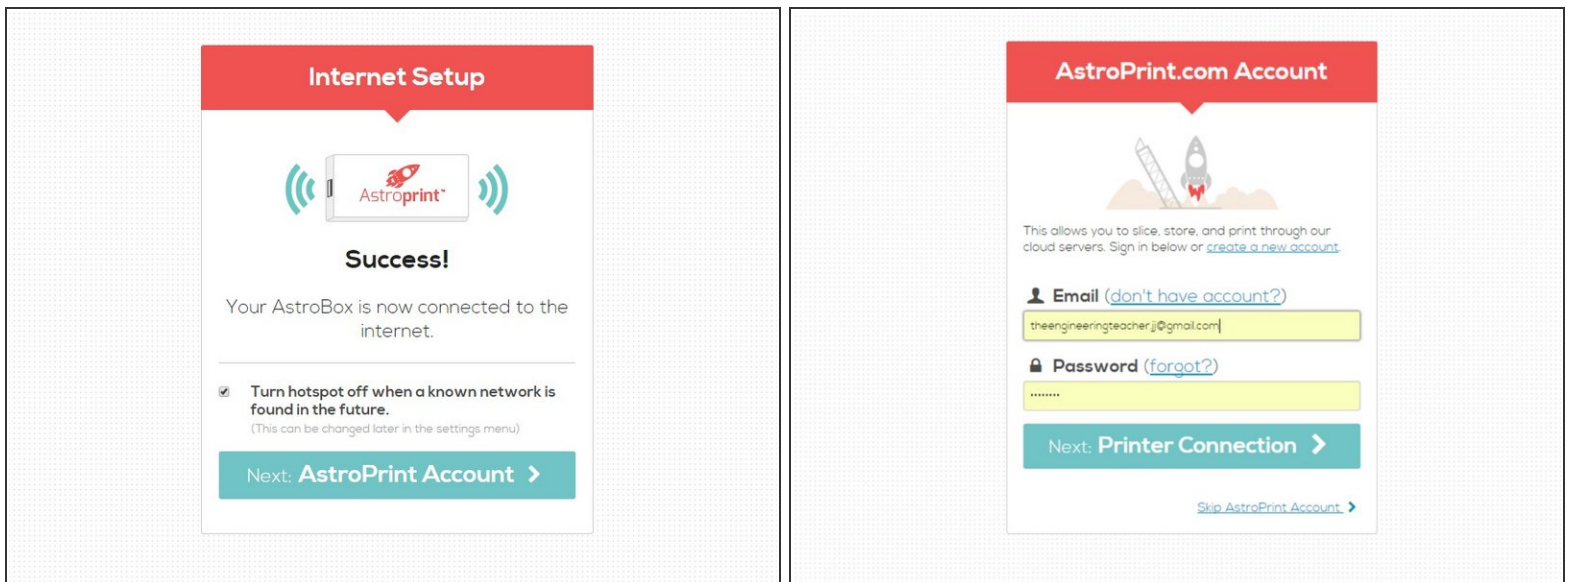 Internet Setup
Astroprint™
Success!
Your AstroBox is now connected to the
internet.
Turn hotspot off when a known network is
found in the future.
(This can be changed later in the settings menu)
Next: AstroPrint Account
AstroPrint.com Account
This allows you to slice, store, and print through our
cloud servers. Sign in below or create a new account.
Email (don't have account?)
theengineeringteacher.jj@gmail.com
Password (forgot?)
••••••••
Next: Printer Connection
Skip AstroPrint Account